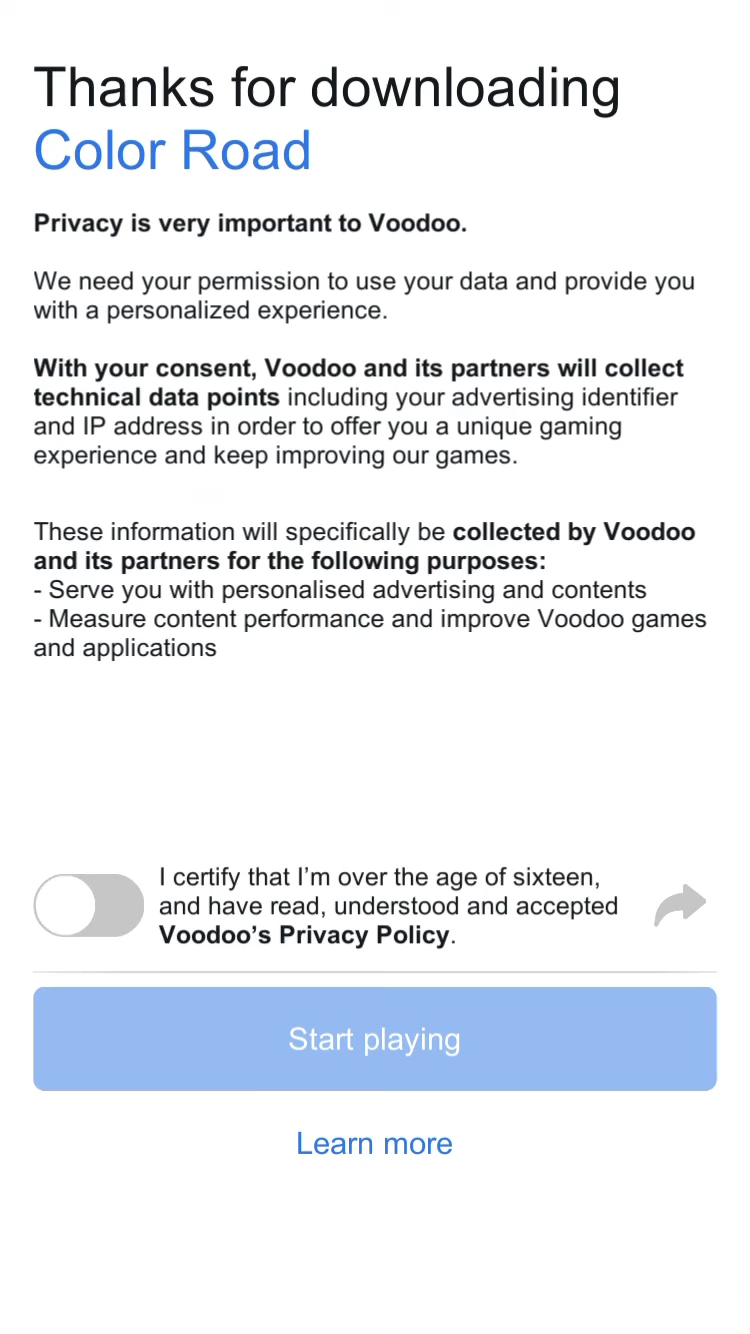 Thanks for downloading
Color Road
Privacy is very important to Voodoo.
We need your permission to use your data and provide you
with a personalized experience.
With your consent, Voodoo and its partners will collect
technical data points including your advertising identifier
and IP address in order to offer you a unique gaming
experience and keep improving our games.
These information will specifically be collected by Voodoo
and its partners for the following purposes:
- Serve you with personalised advertising and contents
- Measure content performance and improve Voodoo games
and applications
I certify that I’m over the age of sixteen,
and have read, understood and accepted
Voodoo’s Privacy Policy.
Start playing
Learn more